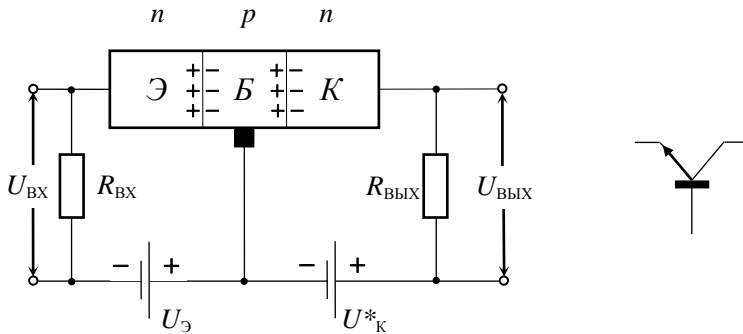 n p n
+ − + −
Э + − Б + − К
+ − + −
U_ВХ R_ВХ R_ВЫХ U_ВЫХ
− + − +
U_Э U*_К